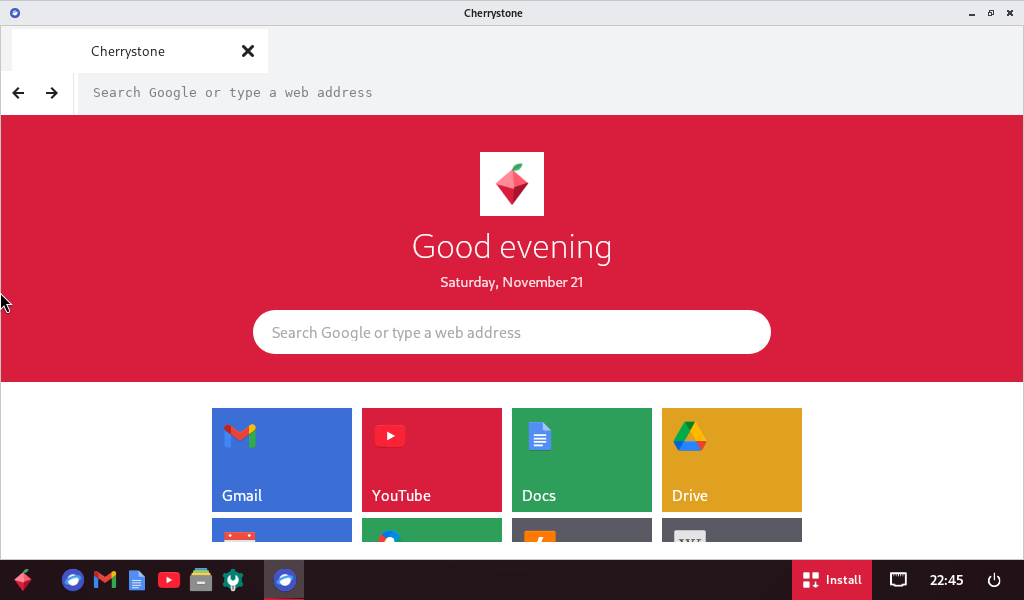 Cherrystone
Cherrystone
Search Google or type a web address
Good evening
Saturday, November 21
Search Google or type a web address
Gmail
YouTube
Docs
Drive
Install
22:45